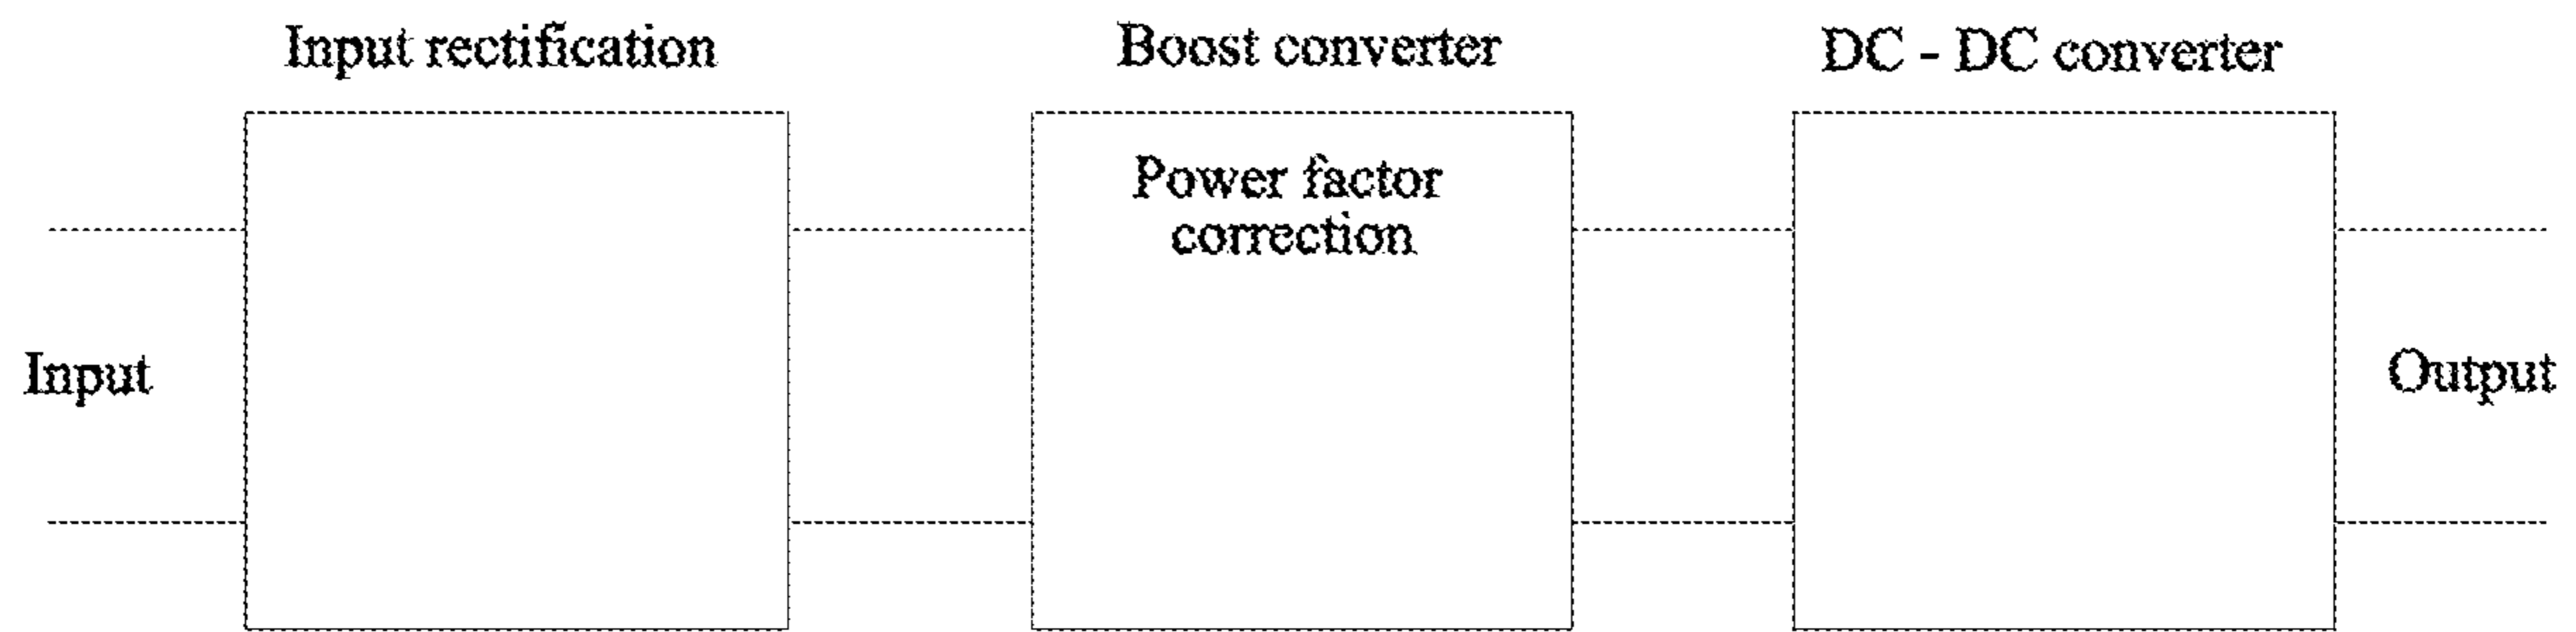 Input rectification
Boost converter
DC - DC converter
Power factor
correction
Input
Output